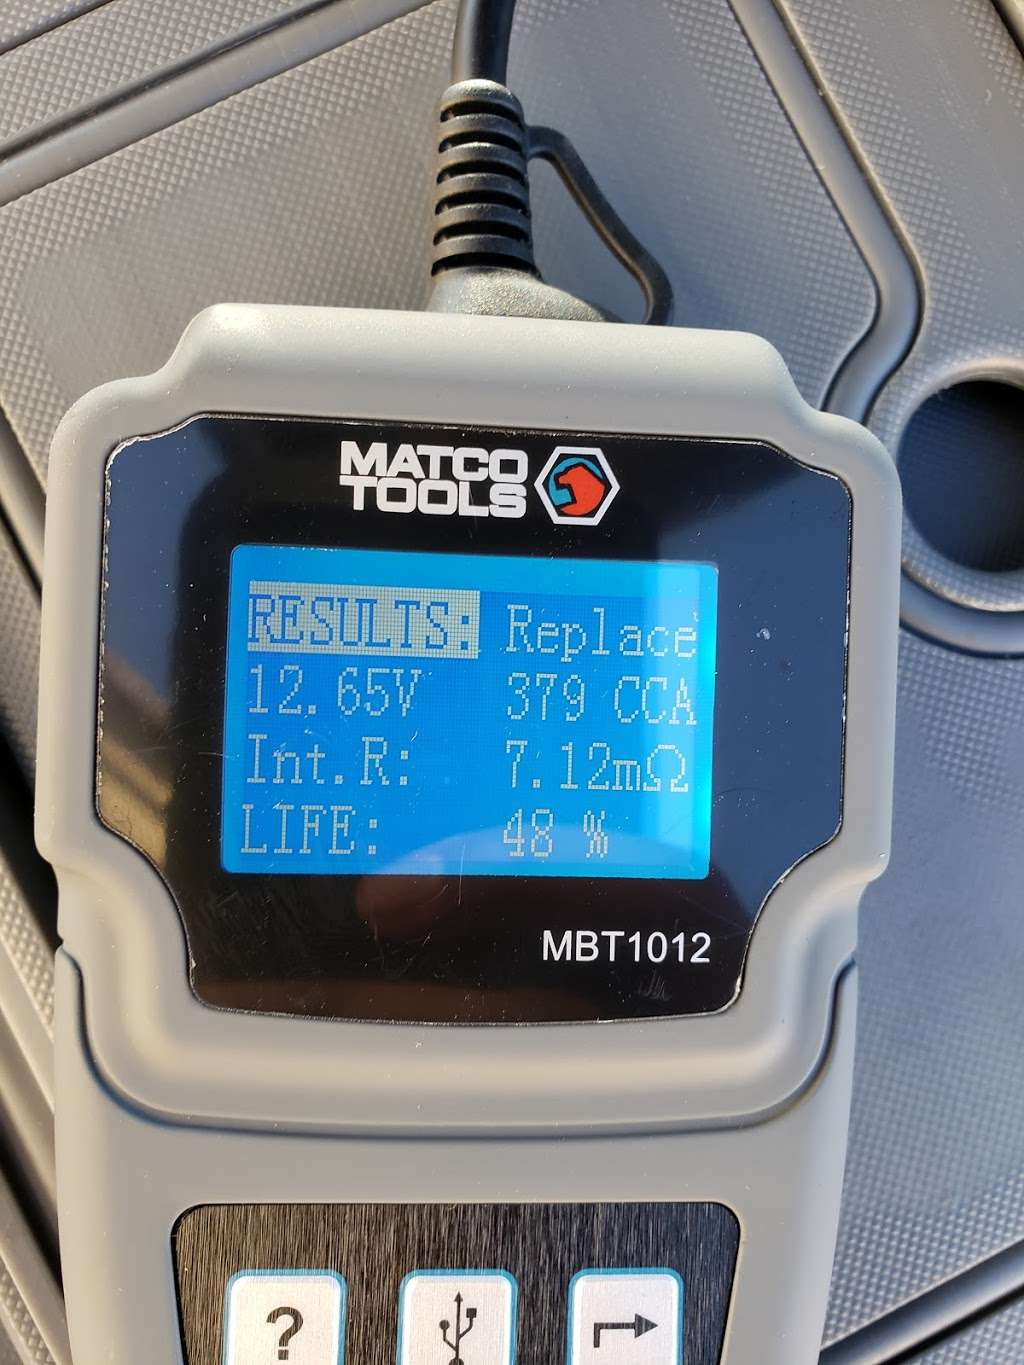 MATCO
TOOLS
RESULTS: Replace
12.65V 379 CCA
Int.R: 7.12mΩ
LIFE: 48 %
MBT1012
?